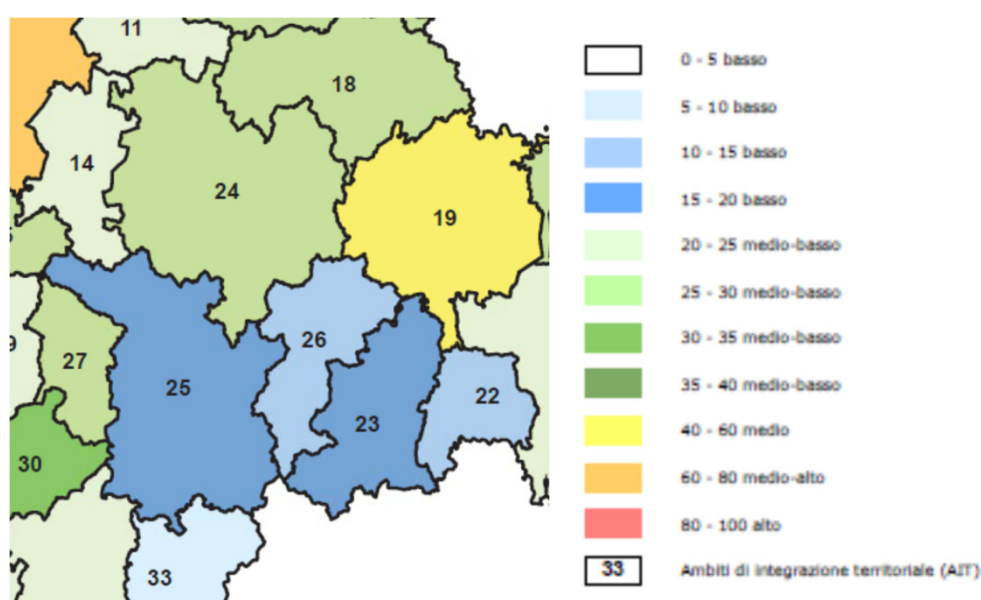 11
18
14
24
19
26
27
25
22
23
30
33
0 - 5 basso
5 - 10 basso
10 - 15 basso
15 - 20 basso
20 - 25 medio-basso
25 - 30 medio-basso
30 - 35 medio-basso
35 - 40 medio-basso
40 - 60 medio
60 - 80 medio-alto
80 - 100 alto
33 Ambiti di integrazione territoriale (AIT)